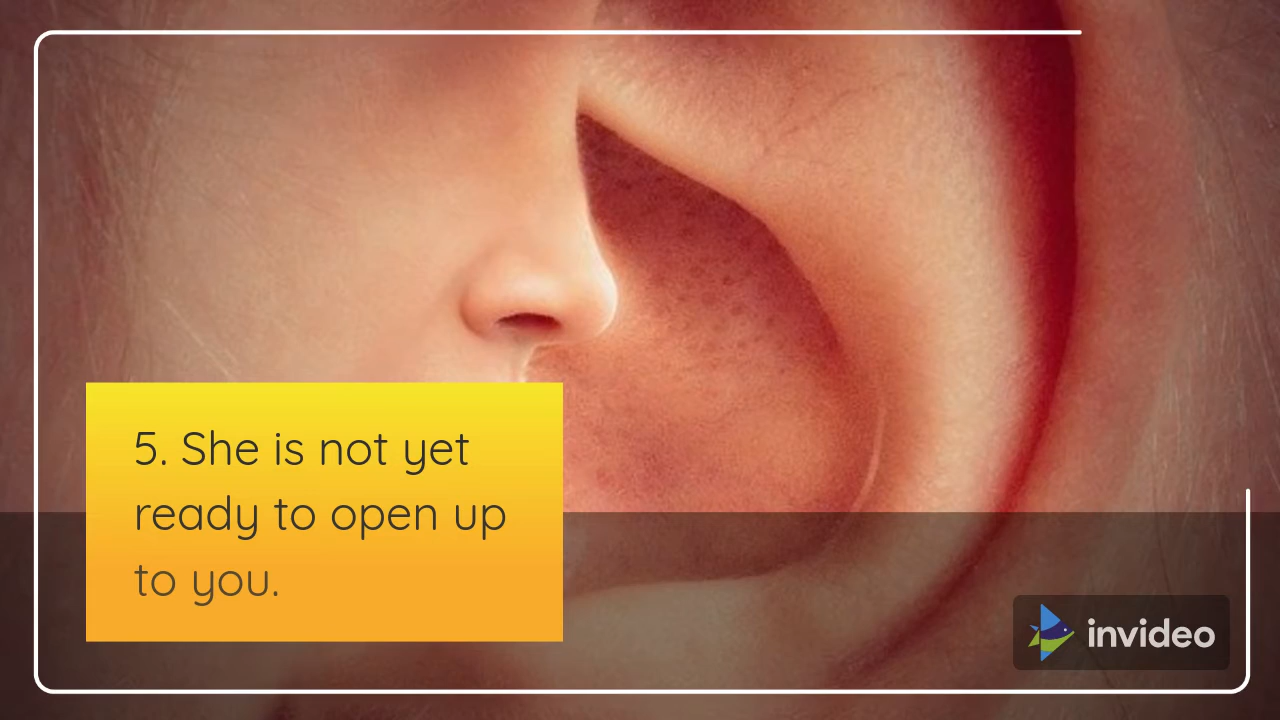 5. She is not yet
ready to open up
to you.
invideo